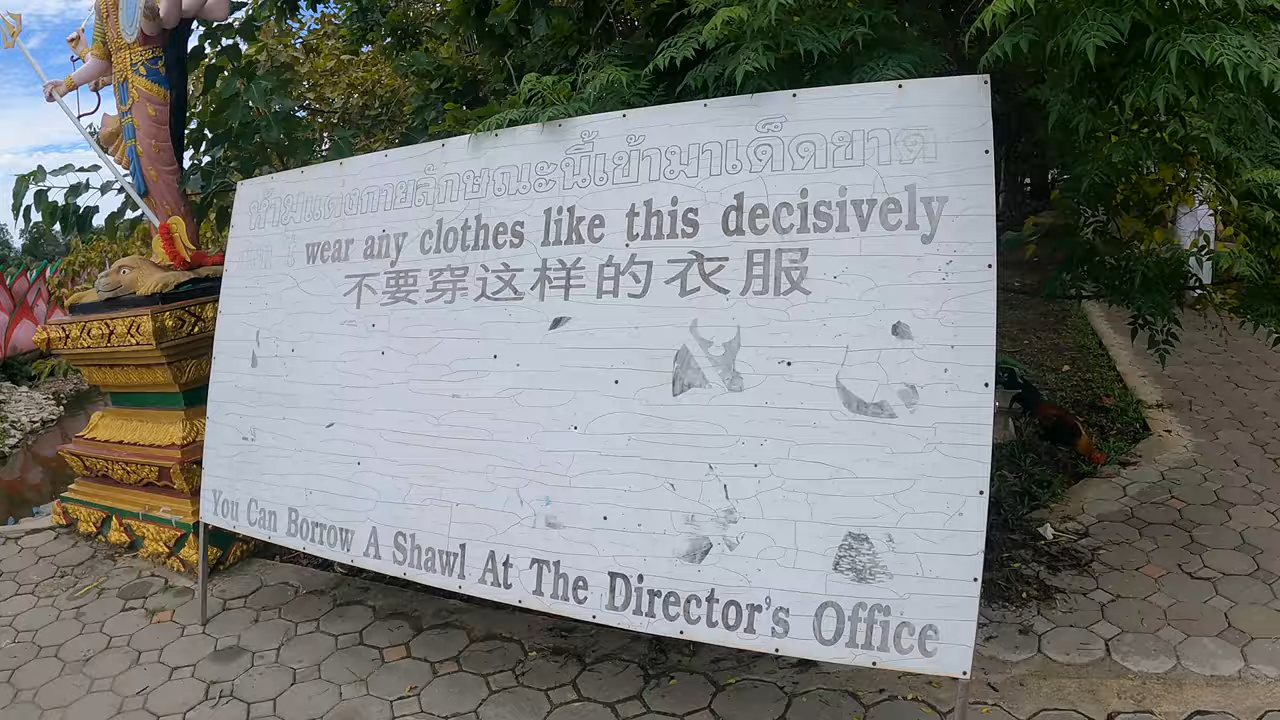 ห้ามแต่งกายลักษณะนี้เข้ามาเด็ดขาด
wear any clothes like this decisively
不要穿这样的衣服
You Can Borrow A Shawl At The Director's Office